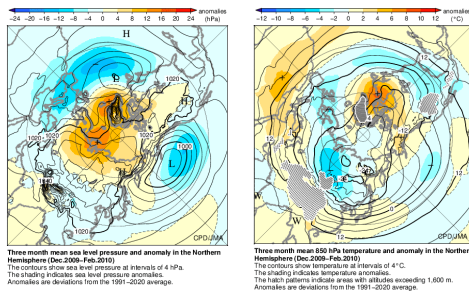 -24 -20 -16 -12 -8 -4 0 4 8 12 16 20 24 anomalies
(hPa)
H
1020
H
1020
1020
1000
L
1020
CPD/JMA
Three month mean sea level pressure and anomaly in the Northern
Hemisphere (Dec.2009–Feb.2010)
The contours show sea level pressure at intervals of 4 hPa.
The shading indicates sea level pressure anomalies.
Anomalies are deviations from the 1991–2020 average.
-12 -10 -8 -6 -4 -2 0 2 4 6 8 10 12 anomalies
(°C)
12
12
-12
12
0
W
W
12
CPD/JMA
Three month mean 850 hPa temperature and anomaly in the Northern
Hemisphere (Dec.2009–Feb.2010)
The contours show temperature at intervals of 4°C.
The shading indicates temperature anomalies.
The hatch patterns indicate areas with altitudes exceeding 1,600 m.
Anomalies are deviations from the 1991–2020 average.